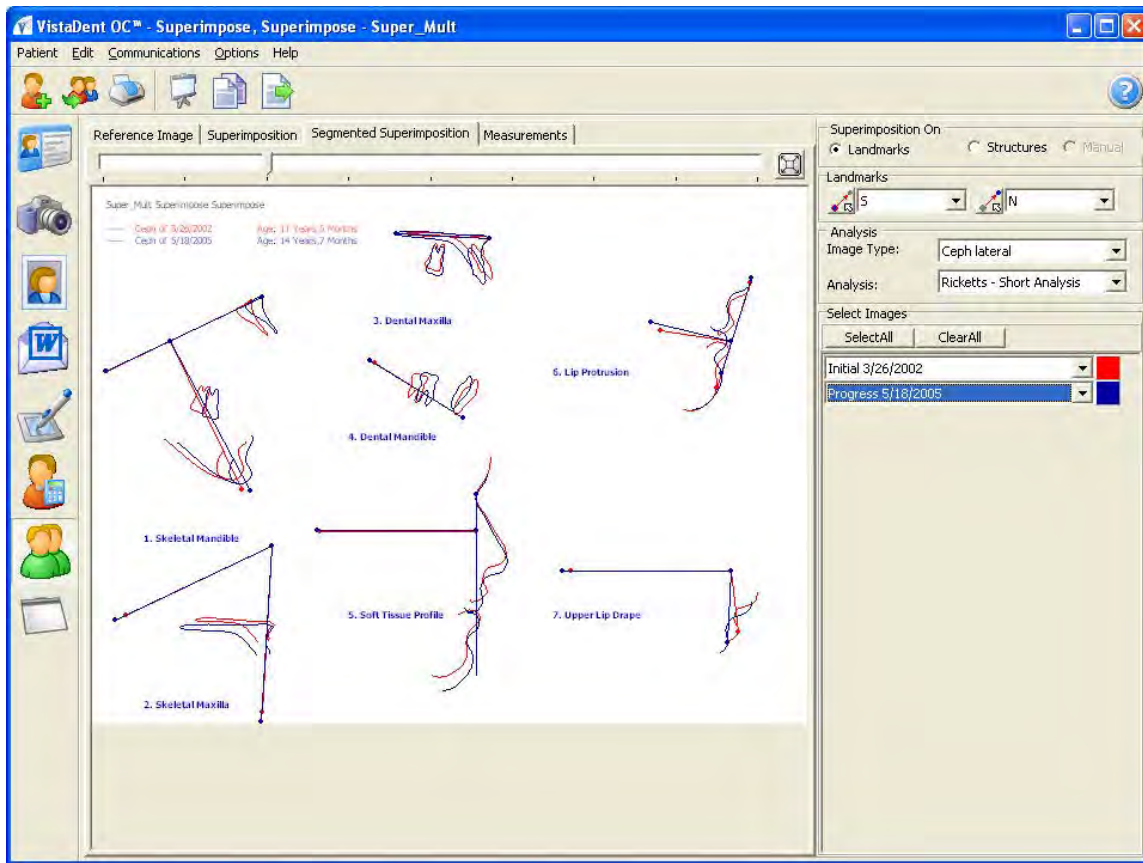 VistaDent OC™ - Superimpose, Superimpose - Super_Mult
Patient Edit Communications Options Help
Reference Image Superimposition Segmented Superimposition Measurements
Superimposition On
Landmarks Structures Manual
Landmarks
S N
Analysis
Image Type: Ceph lateral
Analysis: Ricketts - Short Analysis
Select Images
SelectAll ClearAll
Initial 3/26/2002
Progress 5/18/2005
Super_Mult Superimpose Superimpose
Ceph of 3/26/2002 Age: 11 Years,5 Months
Ceph of 5/18/2005 Age: 14 Years,7 Months
3. Dental Maxilla
6. Lip Protrusion
4. Dental Mandible
1. Skeletal Mandible
5. Soft Tissue Profile
7. Upper Lip Drape
2. Skeletal Maxilla
W